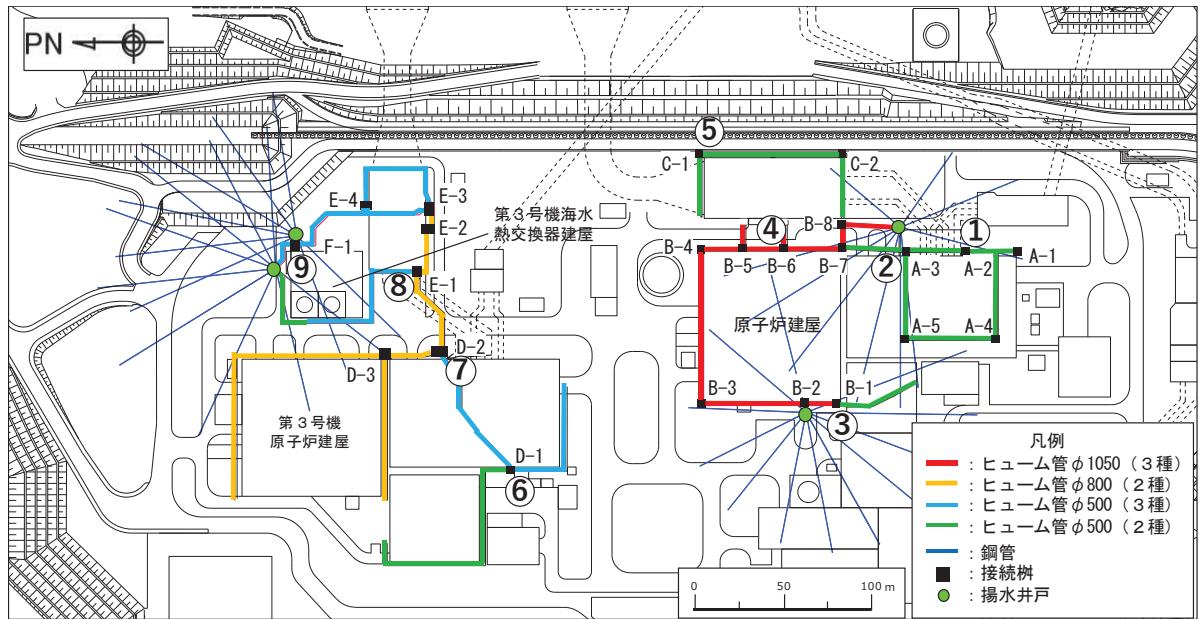 PN
⑤
C-1
C-2
E-4
E-3
第3号機海水
熱交換器建屋
E-2
F-1
⑨
⑧
E-1
B-8
④
B-4
B-5
B-6
B-7
②
①
A-3
A-2
A-1
原子炉建屋
A-5
A-4
D-2
⑦
D-3
第3号機
原子炉建屋
B-3
B-2
B-1
③
D-1
⑥
凡例
：ヒューム管φ1050（3種）
：ヒューム管φ800（2種）
：ヒューム管φ500（3種）
：ヒューム管φ500（2種）
：鋼管
：接続桝
：揚水井戸
0 50 100 m